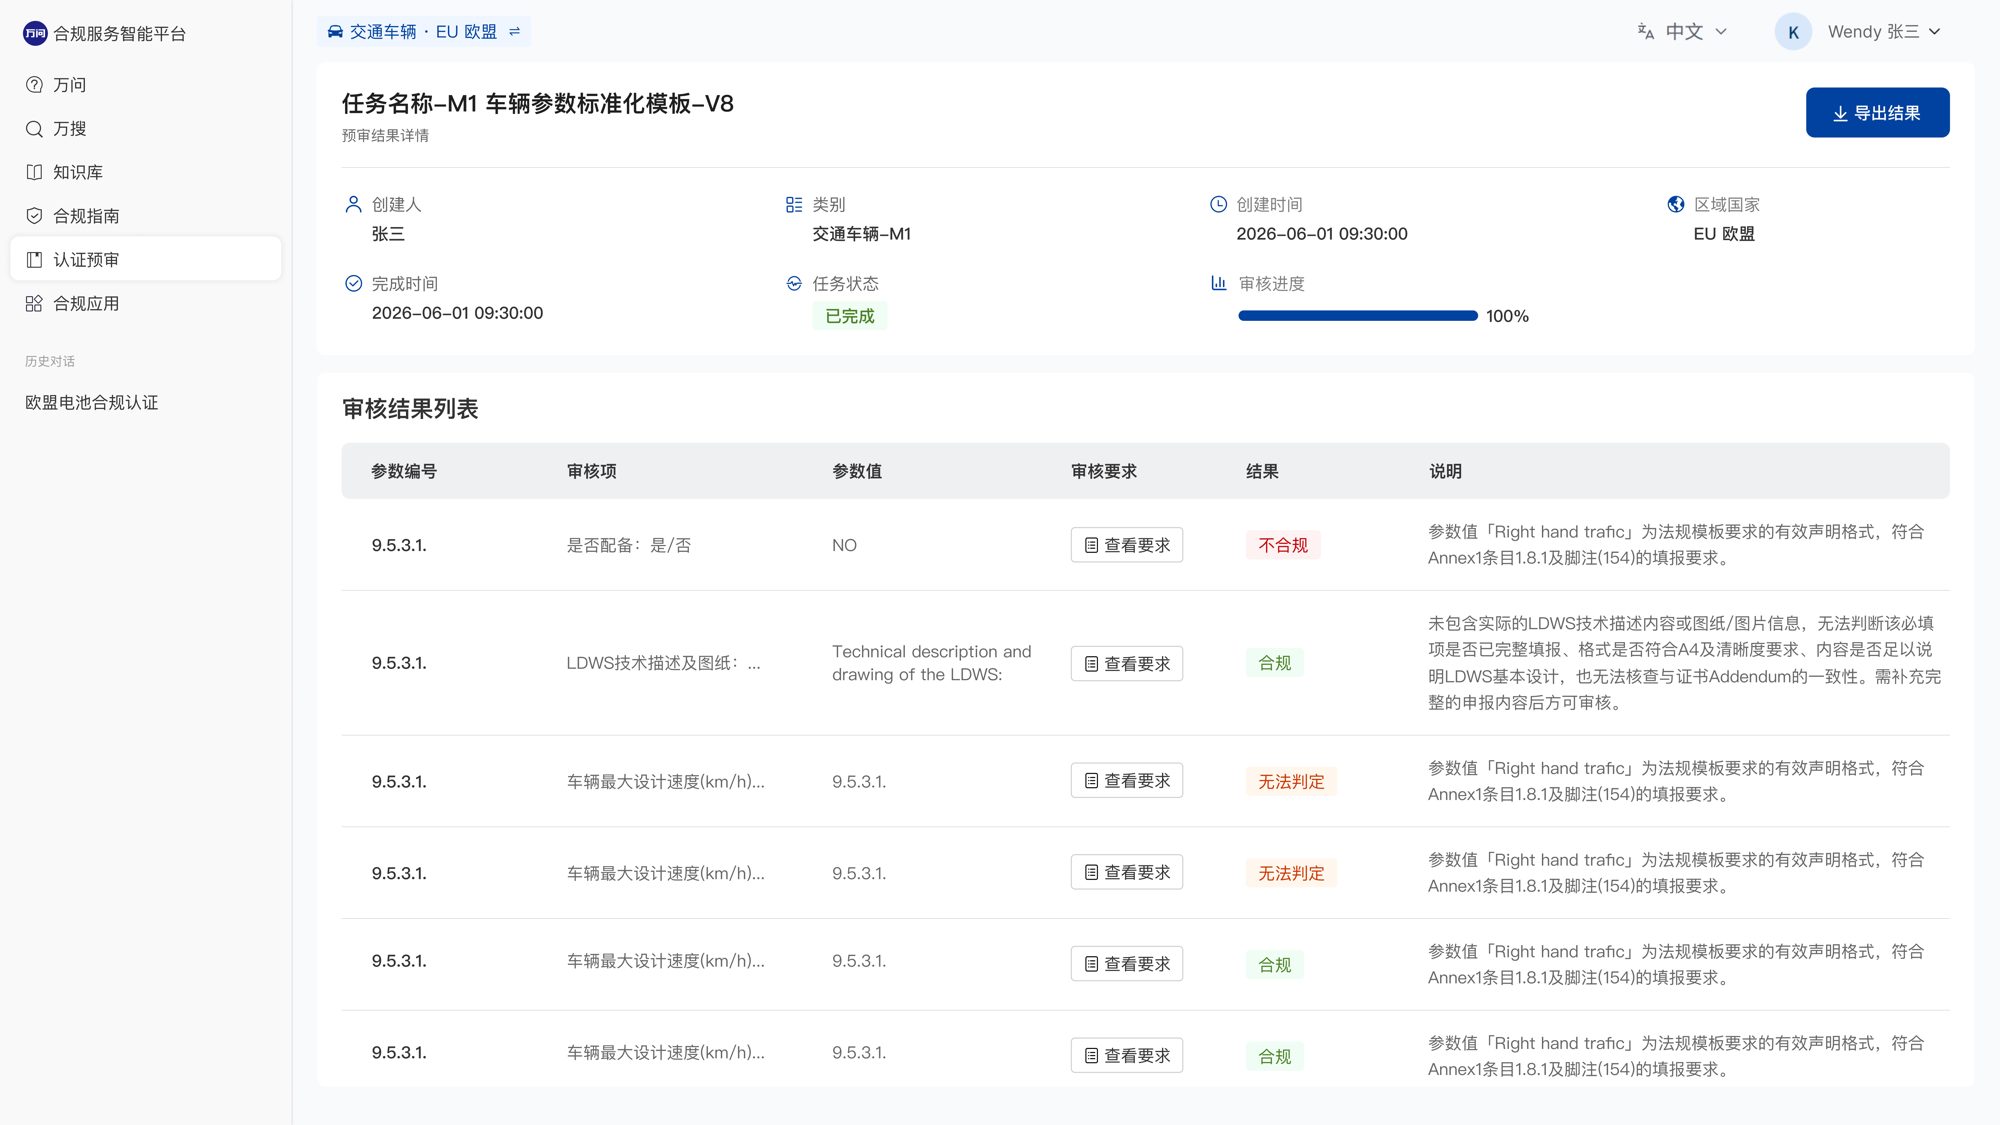 万问 合规服务智能平台
万问
万搜
知识库
合规指南
认证预审
合规应用
历史对话
欧盟电池合规认证
交通车辆 · EU 欧盟
中文
K
Wendy 张三
任务名称-M1 车辆参数标准化模板-V8
预审结果详情
导出结果
创建人
张三
类别
交通车辆-M1
创建时间
2026-06-01 09:30:00
区域国家
EU 欧盟
完成时间
2026-06-01 09:30:00
任务状态
已完成
审核进度
100%
审核结果列表
参数编号 审核项 参数值 审核要求 结果 说明
9.5.3.1. 是否配备：是/否 NO 查看要求 不合规
参数值「Right hand trafic」为法规模板要求的有效声明格式，符合
Annex1条目1.8.1及脚注(154)的填报要求。
9.5.3.1. LDWS技术描述及图纸：...
Technical description and
drawing of the LDWS:
查看要求 合规
未包含实际的LDWS技术描述内容或图纸/图片信息，无法判断该必填
项是否已完整填报、格式是否符合A4及清晰度要求、内容是否足以说
明LDWS基本设计，也无法核查与证书Addendum的一致性。需补充完
整的申报内容后方可审核。
9.5.3.1. 车辆最大设计速度(km/h)... 9.5.3.1. 查看要求 无法判定
参数值「Right hand trafic」为法规模板要求的有效声明格式，符合
Annex1条目1.8.1及脚注(154)的填报要求。
9.5.3.1. 车辆最大设计速度(km/h)... 9.5.3.1. 查看要求 无法判定
参数值「Right hand trafic」为法规模板要求的有效声明格式，符合
Annex1条目1.8.1及脚注(154)的填报要求。
9.5.3.1. 车辆最大设计速度(km/h)... 9.5.3.1. 查看要求 合规
参数值「Right hand trafic」为法规模板要求的有效声明格式，符合
Annex1条目1.8.1及脚注(154)的填报要求。
9.5.3.1. 车辆最大设计速度(km/h)... 9.5.3.1. 查看要求 合规
参数值「Right hand trafic」为法规模板要求的有效声明格式，符合
Annex1条目1.8.1及脚注(154)的填报要求。